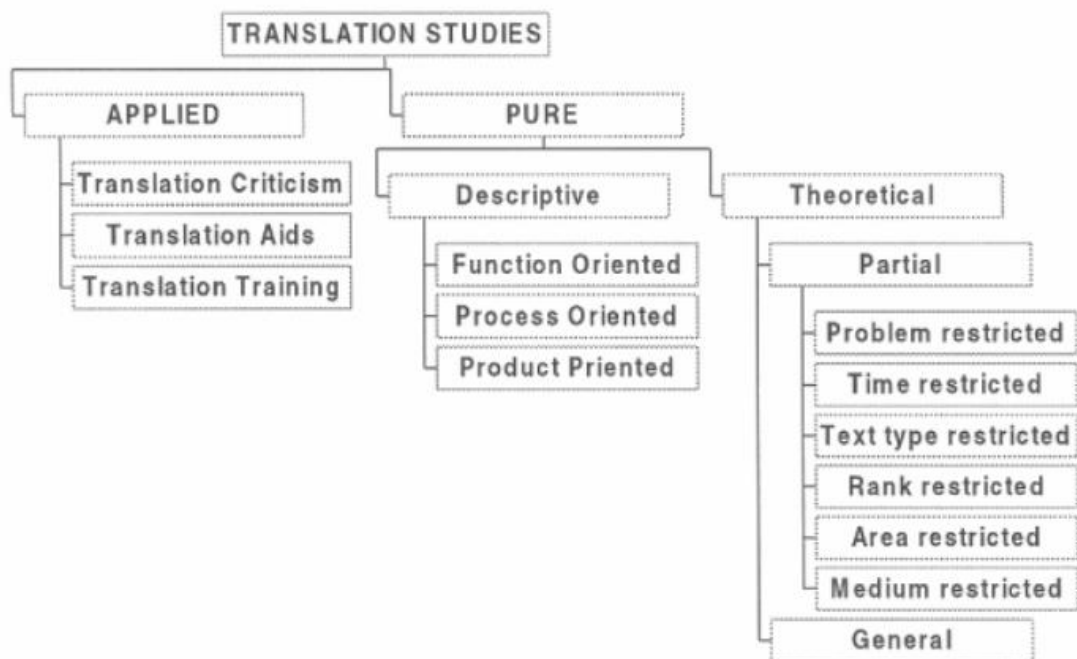 TRANSLATION STUDIES
APPLIED
PURE
Translation Criticism
Translation Aids
Translation Training
Descriptive
Theoretical
Function Oriented
Process Oriented
Product Priented
Partial
Problem restricted
Time restricted
Text type restricted
Rank restricted
Area restricted
Medium restricted
General